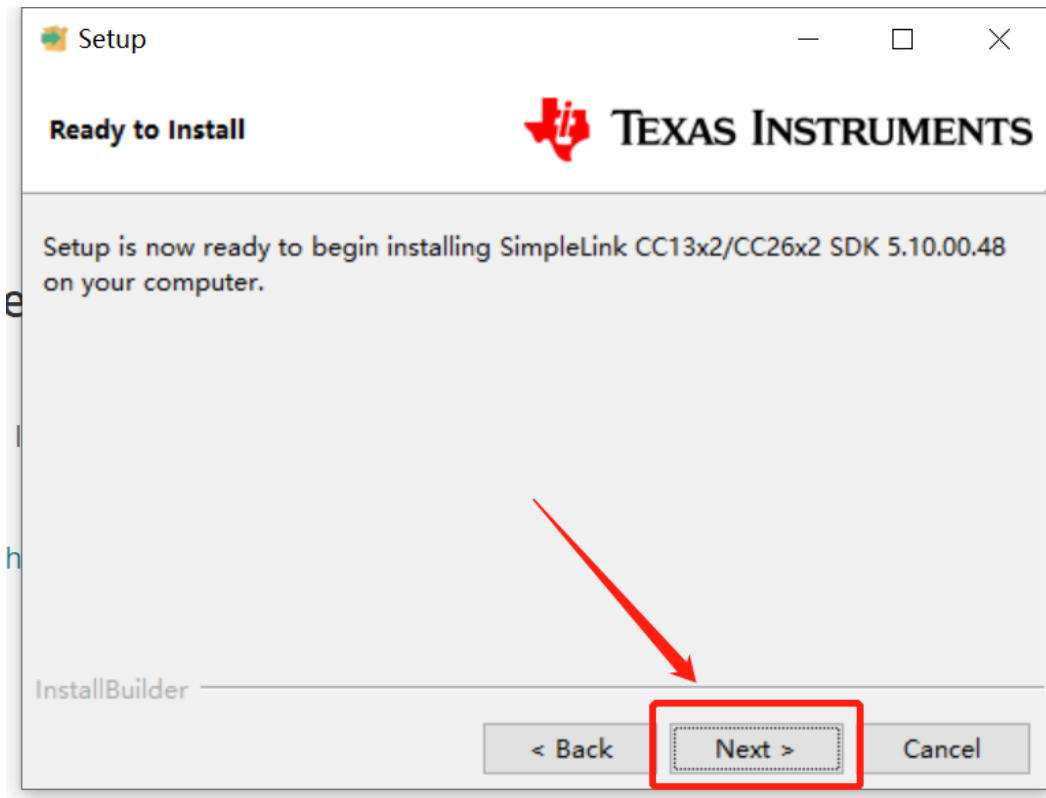 Setup
Ready to Install
TEXAS INSTRUMENTS
Setup is now ready to begin installing SimpleLink CC13x2/CC26x2 SDK 5.10.00.48
on your computer.
e
h
InstallBuilder
< Back
Next >
Cancel